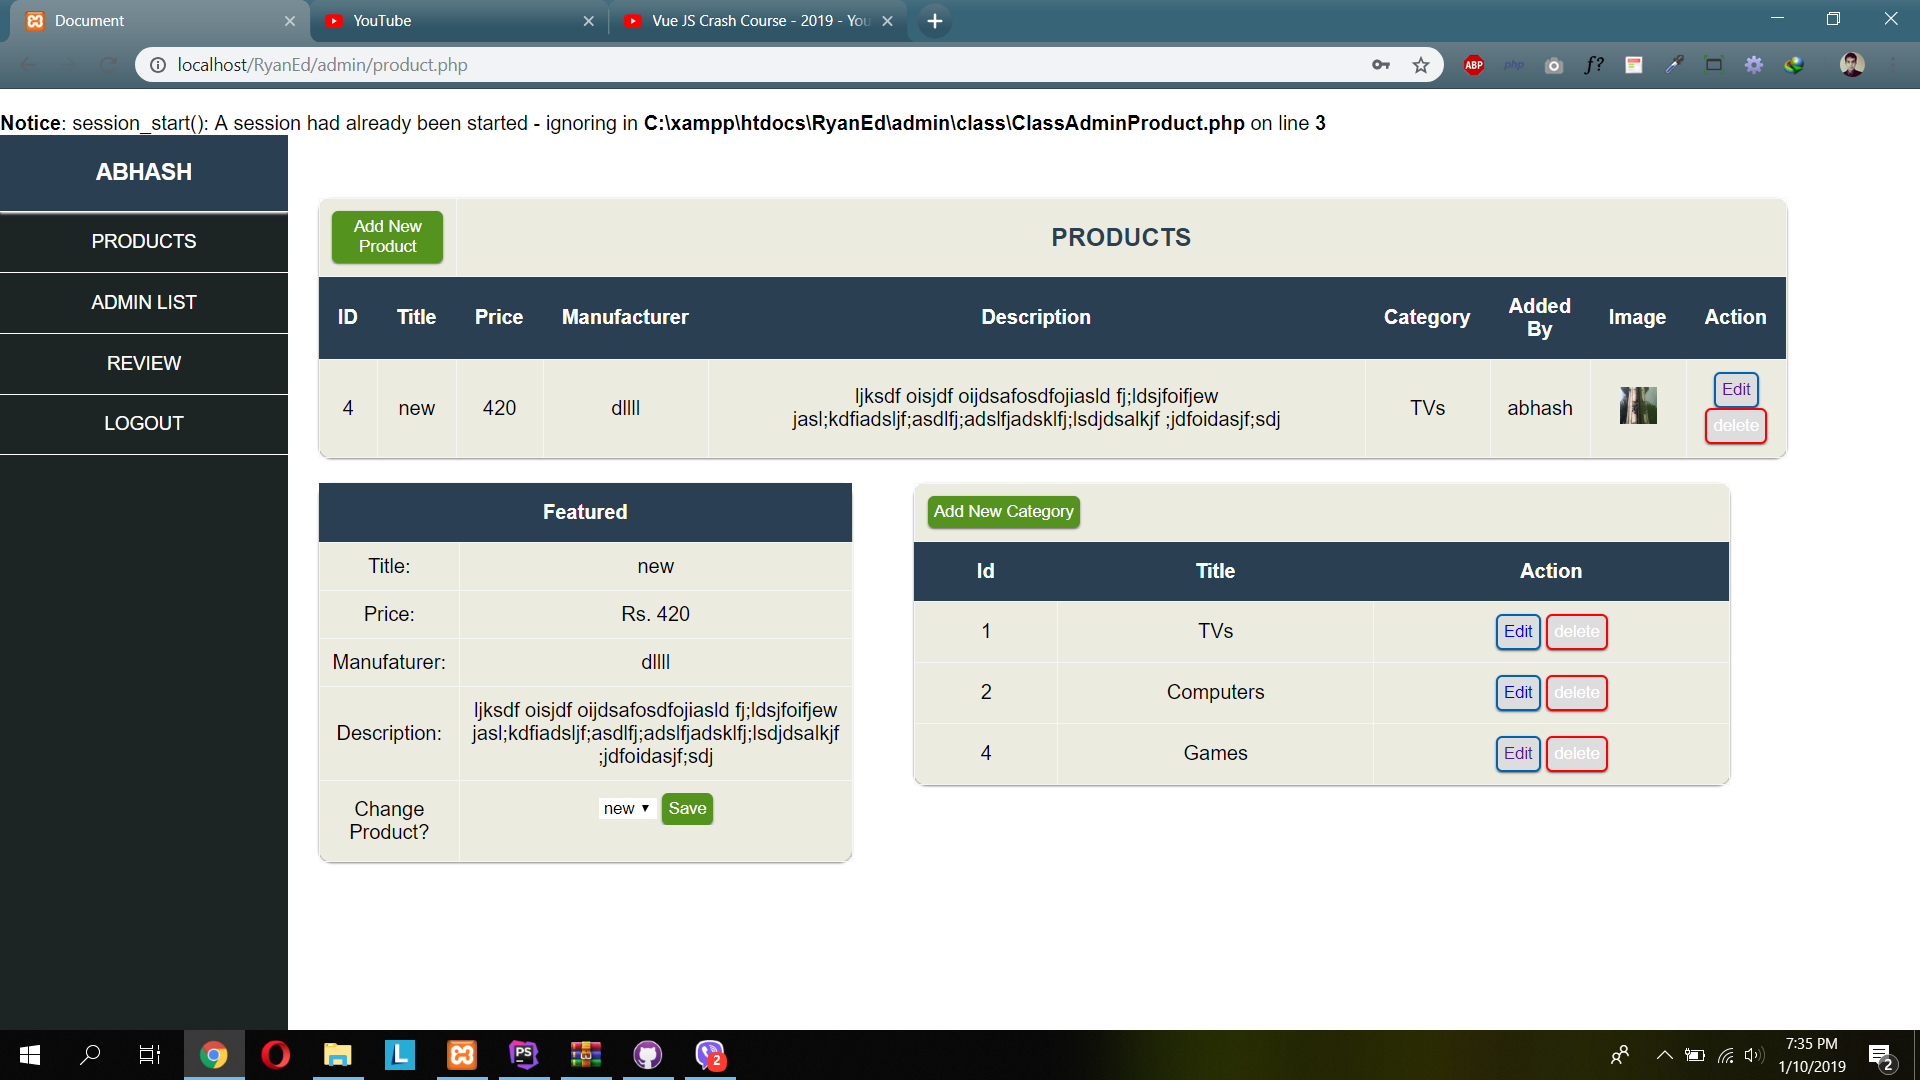 Document
YouTube
Vue JS Crash Course - 2019 - You
localhost/RyanEd/admin/product.php
ABP
php
f?
Notice: session_start(): A session had already been started - ignoring in C:\xampp\htdocs\RyanEd\admin\class\ClassAdminProduct.php on line 3
ABHASH
PRODUCTS
ADMIN LIST
REVIEW
LOGOUT
Add New
Product
PRODUCTS
ID Title Price Manufacturer Description Category Added By Image Action
4 new 420 dllll
ljksdf oisjdf oijdsafosdfojiasld fj;ldsjfoifjew
jasl;kdfiadsljf;asdlfj;adslfjadsklfj;lsdjdsalkjf ;jdfoidasjf;sdj
TVs abhash
Edit
delete
Featured
Title: new
Price: Rs. 420
Manufaturer: dllll
Description:
ljksdf oisjdf oijdsafosdfojiasld fj;ldsjfoifjew
jasl;kdfiadsljf;asdlfj;adslfjadsklfj;lsdjdsalkjf
;jdfoidasjf;sdj
Change
Product?
new Save
Add New Category
Id Title Action
1 TVs Edit delete
2 Computers Edit delete
4 Games Edit delete
L
PS
2
7:35 PM
1/10/2019
2